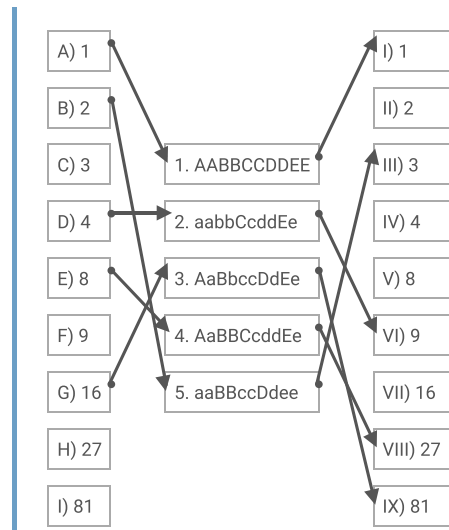 A) 1
B) 2
C) 3
D) 4
E) 8
F) 9
G) 16
H) 27
I) 81
1. AABBCCDDEE
2. aabbCcddEe
3. AaBbccDdEe
4. AaBBCcddEe
5. aaBBccDdee
I) 1
II) 2
III) 3
IV) 4
V) 8
VI) 9
VII) 16
VIII) 27
IX) 81